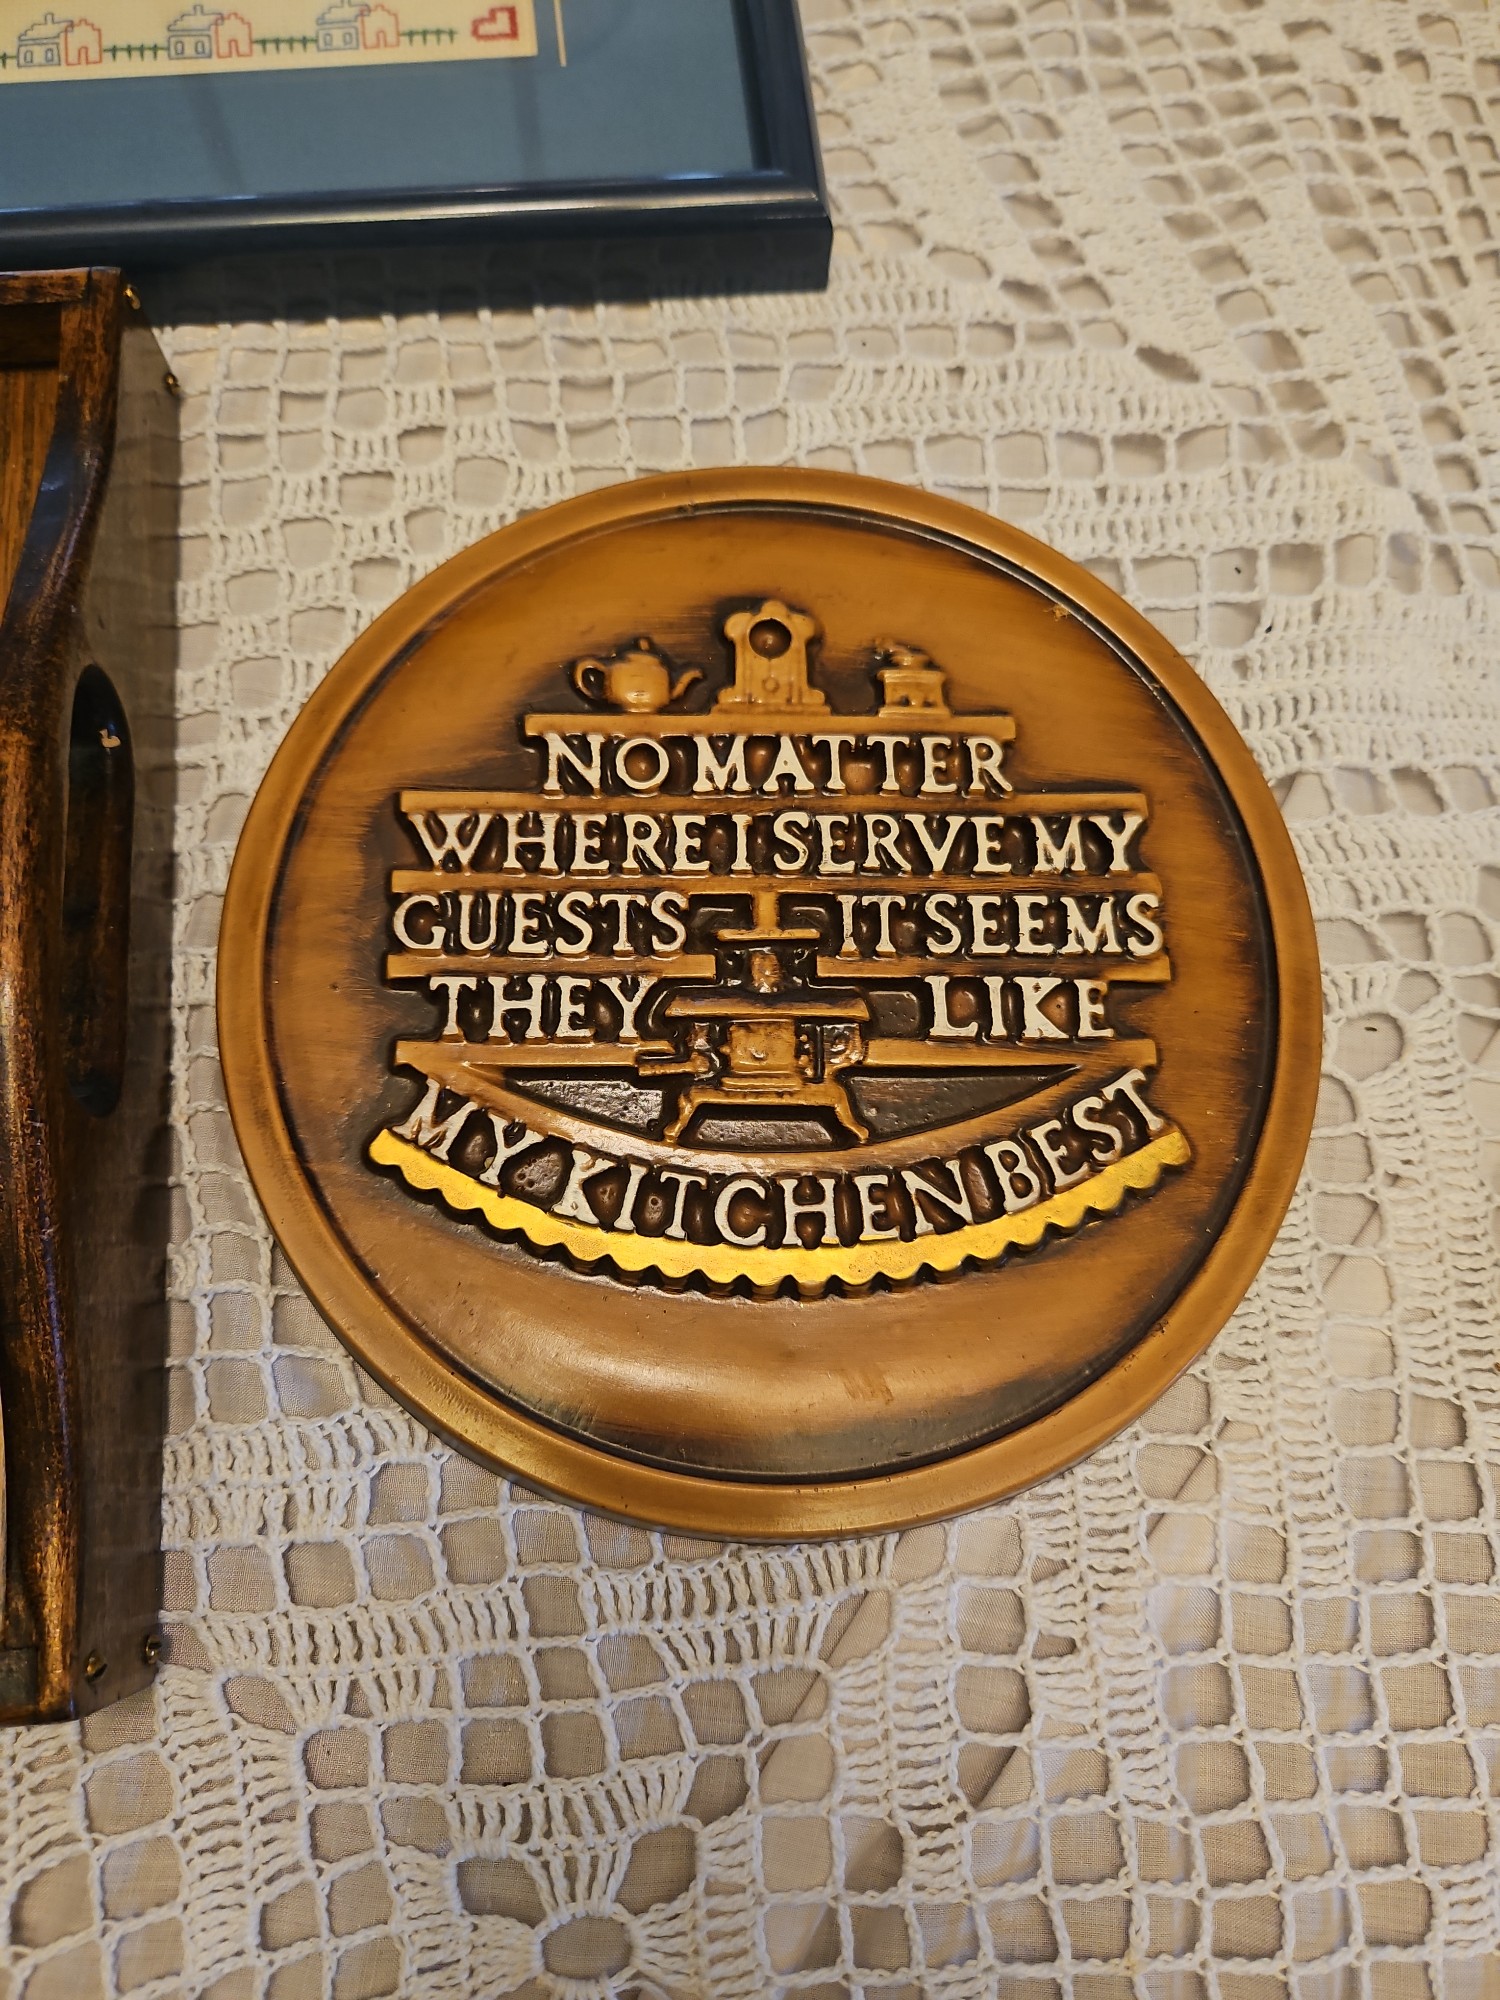 NO MATTER
WHERE I SERVE MY
GUESTS IT SEEMS
THEY LIKE
MY KITCHEN BEST